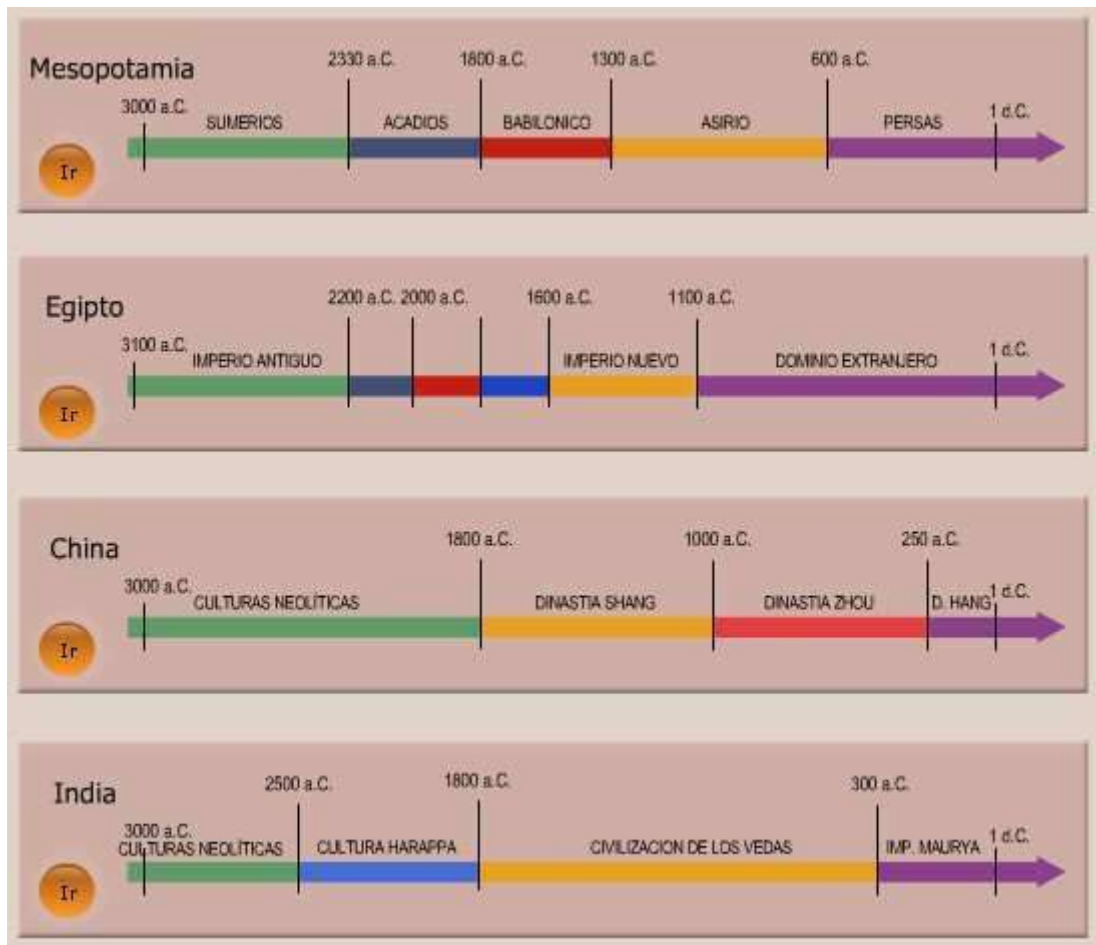 Mesopotamia
2330 a.C. 1800 a.C. 1300 a.C. 600 a.C.
3000 a.C. 1 d.C.
SUMERIOS ACADIOS BABILONICO ASIRIO PERSAS
Ir
Egipto
2200 a.C. 2000 a.C. 1600 a.C. 1100 a.C.
3100 a.C. 1 d.C.
IMPERIO ANTIGUO IMPERIO NUEVO DOMINIO EXTRANJERO
Ir
China
1800 a.C. 1000 a.C. 250 a.C.
3000 a.C. 1 d.C.
CULTURAS NEOLÍTICAS DINASTIA SHANG DINASTIA ZHOU D. HANG
Ir
India
2500 a.C. 1800 a.C. 300 a.C.
3000 a.C. 1 d.C.
CULTURAS NEOLÍTICAS CULTURA HARAPPA CIVILIZACION DE LOS VEDAS IMP. MAURYA
Ir